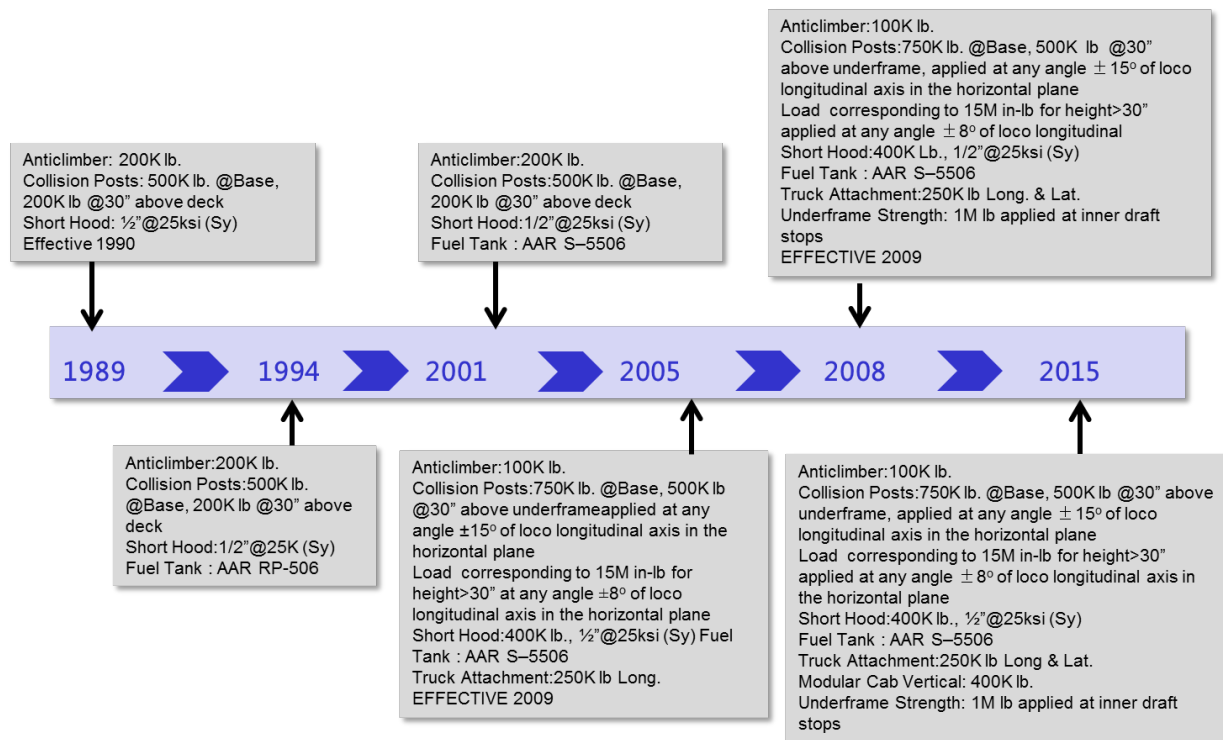 Anticlimber: 200K lb.
Collision Posts: 500K lb. @Base,
200K lb @30” above deck
Short Hood: ½”@25ksi (Sy)
Effective 1990
Anticlimber:200K lb.
Collision Posts:500K lb. @Base,
200K lb @30” above deck
Short Hood:1/2”@25ksi (Sy)
Fuel Tank : AAR S–5506
Anticlimber:100K lb.
Collision Posts:750K lb. @Base, 500K lb @30”
above underframe, applied at any angle ±15º of loco
longitudinal axis in the horizontal plane
Load corresponding to 15M in-lb for height>30”
applied at any angle ±8º of loco longitudinal
Short Hood:400K Lb., 1/2”@25ksi (Sy)
Fuel Tank : AAR S–5506
Truck Attachment:250K lb Long. & Lat.
Underframe Strength: 1M lb applied at inner draft
stops
EFFECTIVE 2009
1989 1994 2001 2005 2008 2015
Anticlimber:200K lb.
Collision Posts:500K lb.
@Base, 200K lb @30” above
deck
Short Hood:1/2”@25K (Sy)
Fuel Tank : AAR RP-506
Anticlimber:100K lb.
Collision Posts:750K lb. @Base, 500K lb
@30” above underframeapplied at any
angle ±15º of loco longitudinal axis in the
horizontal plane
Load corresponding to 15M in-lb for
height>30” at any angle ±8º of loco
longitudinal axis in the horizontal plane
Short Hood:400K lb., ½”@25ksi (Sy) Fuel
Tank : AAR S–5506
Truck Attachment:250K lb Long.
EFFECTIVE 2009
Anticlimber:100K lb.
Collision Posts:750K lb. @Base, 500K lb @30” above
underframe, applied at any angle ±15º of loco
longitudinal axis in the horizontal plane
Load corresponding to 15M in-lb for height>30”
applied at any angle ±8º of loco longitudinal axis in
the horizontal plane
Short Hood:400K lb., ½”@25ksi (Sy)
Fuel Tank : AAR S–5506
Truck Attachment:250K lb Long & Lat.
Modular Cab Vertical: 400K lb.
Underframe Strength: 1M lb applied at inner draft
stops